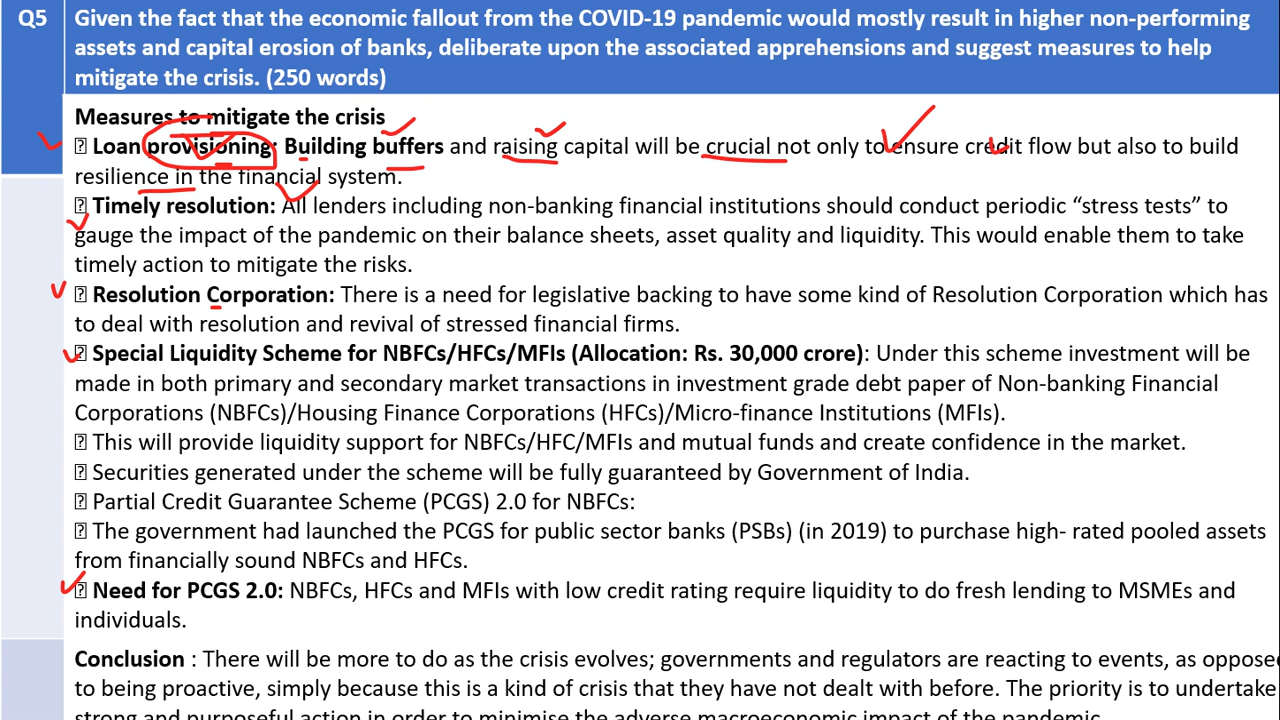 Q5
Given the fact that the economic fallout from the COVID-19 pandemic would mostly result in higher non-performing
assets and capital erosion of banks, deliberate upon the associated apprehensions and suggest measures to help
mitigate the crisis. (250 words)
Measures to mitigate the crisis
Loan provisioning: Building buffers and raising capital will be crucial not only to ensure credit flow but also to build
resilience in the financial system.
Timely resolution: All lenders including non-banking financial institutions should conduct periodic “stress tests” to
gauge the impact of the pandemic on their balance sheets, asset quality and liquidity. This would enable them to take
timely action to mitigate the risks.
Resolution Corporation: There is a need for legislative backing to have some kind of Resolution Corporation which has
to deal with resolution and revival of stressed financial firms.
Special Liquidity Scheme for NBFCs/HFCs/MFIs (Allocation: Rs. 30,000 crore): Under this scheme investment will be
made in both primary and secondary market transactions in investment grade debt paper of Non-banking Financial
Corporations (NBFCs)/Housing Finance Corporations (HFCs)/Micro-finance Institutions (MFIs).
This will provide liquidity support for NBFCs/HFC/MFIs and mutual funds and create confidence in the market.
Securities generated under the scheme will be fully guaranteed by Government of India.
Partial Credit Guarantee Scheme (PCGS) 2.0 for NBFCs:
The government had launched the PCGS for public sector banks (PSBs) (in 2019) to purchase high- rated pooled assets
from financially sound NBFCs and HFCs.
Need for PCGS 2.0: NBFCs, HFCs and MFIs with low credit rating require liquidity to do fresh lending to MSMEs and
individuals.
Conclusion : There will be more to do as the crisis evolves; governments and regulators are reacting to events, as oppose
to being proactive, simply because this is a kind of crisis that they have not dealt with before. The priority is to undertake
strong and purposeful action in order to minimise the adverse macroeconomic impact of the pandemic.